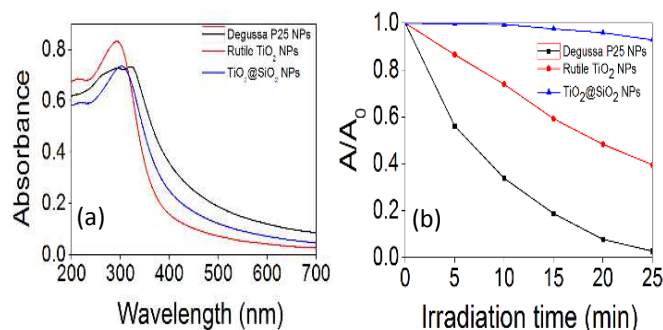 Degussa P25 NPs
Rutile TiO₂ NPs
TiO₂@SiO₂ NPs
Absorbance
0.8
0.6
0.4
0.2
0.0
(a)
200 300 400 500 600 700
Wavelength (nm)
Degussa P25 NPs
Rutile TiO₂ NPs
TiO₂@SiO₂ NPs
A/A₀
1.0
0.8
0.6
0.4
0.2
0.0
(b)
0 5 10 15 20 25
Irradiation time (min)